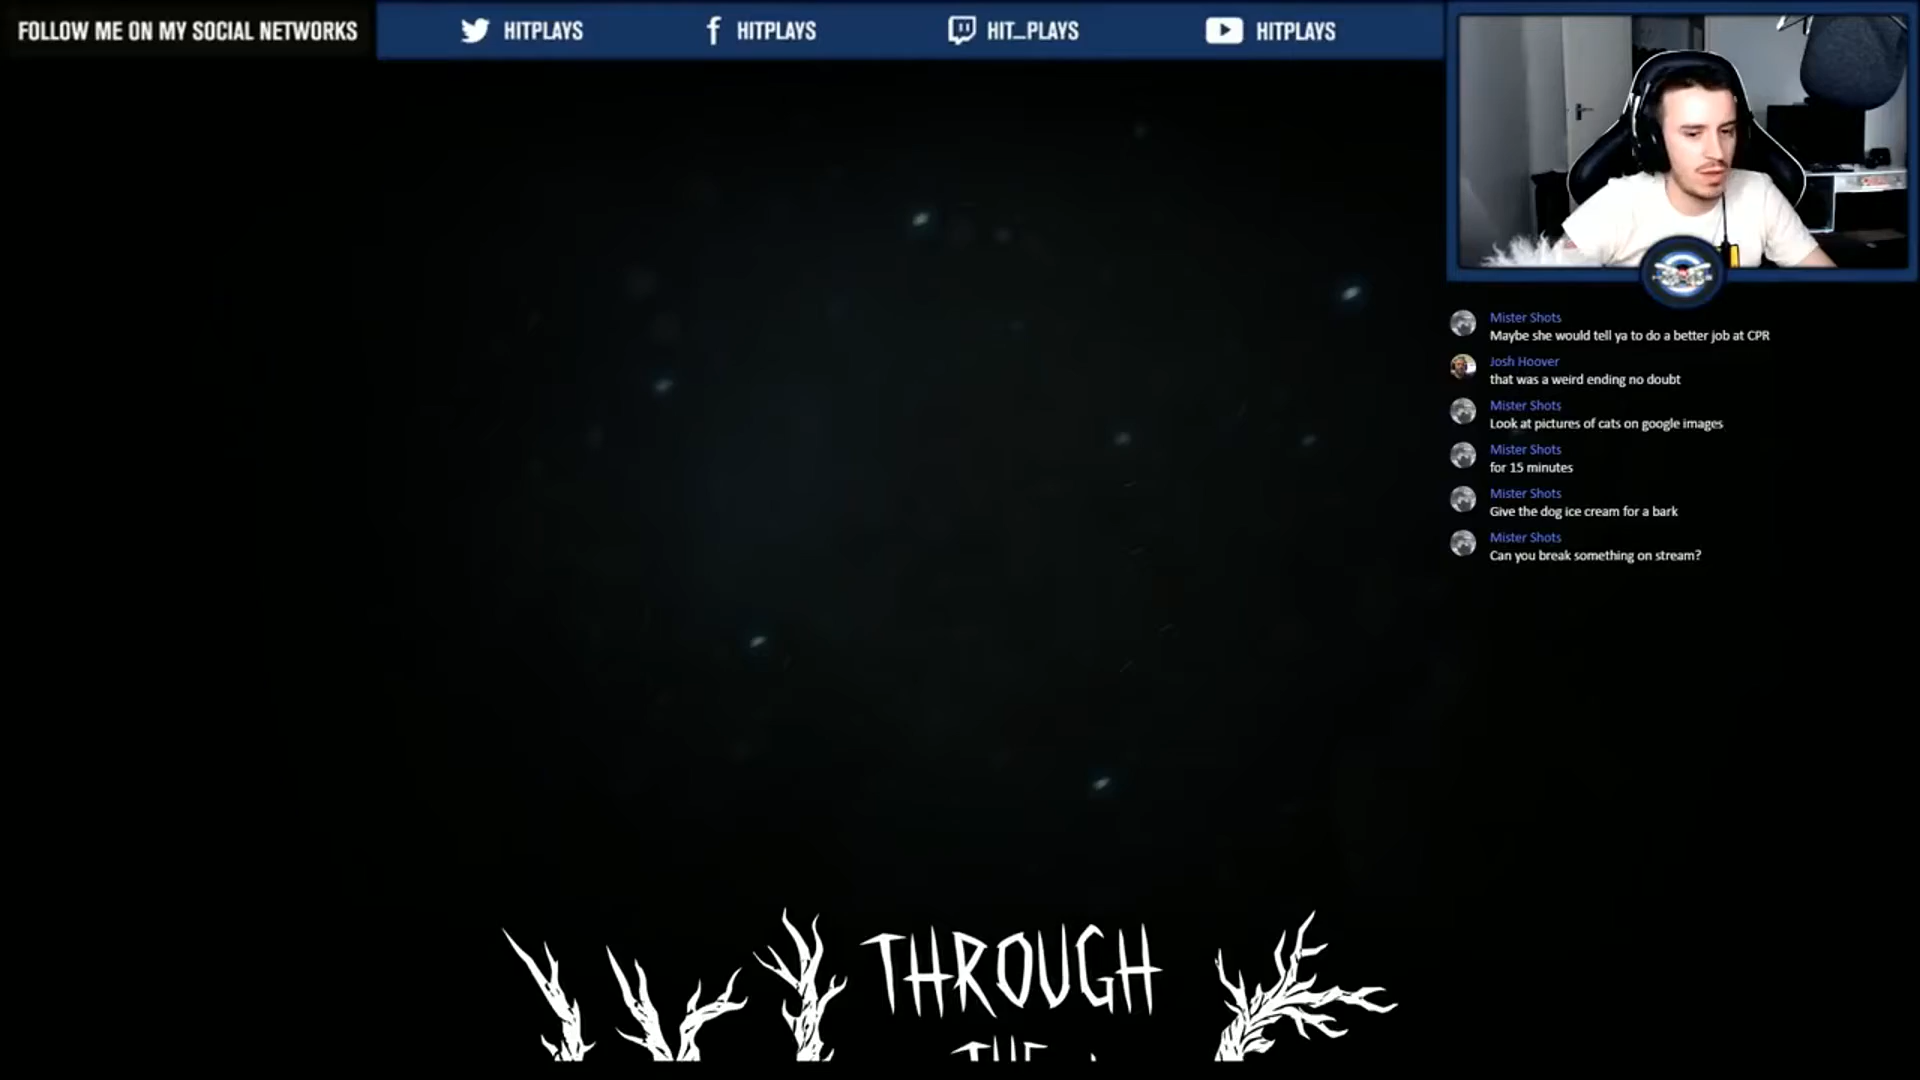 FOLLOW ME ON MY SOCIAL NETWORKS
HITPLAYS
HITPLAYS
HIT_PLAYS
HITPLAYS
Mister Shots
Maybe she would tell ya to do a better job at CPR
Josh Hoover
that was a weird ending no doubt
Mister Shots
Look at pictures of cats on google images
Mister Shots
for 15 minutes
Mister Shots
Give the dog ice cream for a bark
Mister Shots
Can you break something on stream?
THROUGH
THE